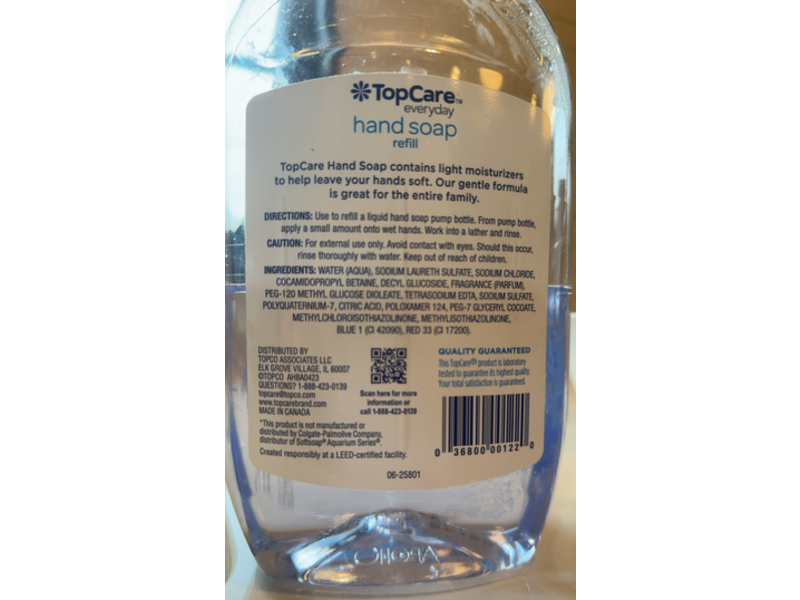 TopCare™
everyday
hand soap
refill
TopCare Hand Soap contains light moisturizers
to help leave your hands soft. Our gentle formula
is great for the entire family.
DIRECTIONS: Use to refill a liquid hand soap pump bottle. From pump bottle,
apply a small amount onto wet hands. Work into a lather and rinse.
CAUTION: For external use only. Avoid contact with eyes. Should this occur,
rinse thoroughly with water. Keep out of reach of children.
INGREDIENTS: WATER (AQUA), SODIUM LAURETH SULFATE, SODIUM CHLORIDE,
COCAMIDOPROPYL BETAINE, DECYL GLUCOSIDE, FRAGRANCE (PARFUM),
PEG-120 METHYL GLUCOSE DIOLEATE, TETRASODIUM EDTA, SODIUM SULFATE,
POLYQUATERNIUM-7, CITRIC ACID, POLOXAMER 124, PEG-7 GLYCERYL COCOATE,
METHYLCHLOROISOTHIAZOLINONE, METHYLISOTHIAZOLINONE,
BLUE 1 (CI 42090), RED 33 (CI 17200).
DISTRIBUTED BY
TOPCO ASSOCIATES LLC
ELK GROVE VILLAGE, IL 60007
©TOPCO AHBA0423
QUESTIONS? 1-888-423-0139
topcare@topco.com
www.topcarebrand.com
MADE IN CANADA
Scan here for more
information or
call 1-888-423-0139
QUALITY GUARANTEED
This TopCare® product is laboratory
tested to guarantee its highest quality.
Your total satisfaction is guaranteed.
0 36800 00122 0
*This product is not manufactured or
distributed by Colgate-Palmolive Company,
distributor of Softsoap® Aquarium Series®.
Created responsibly at a LEED-certified facility.
06-25801